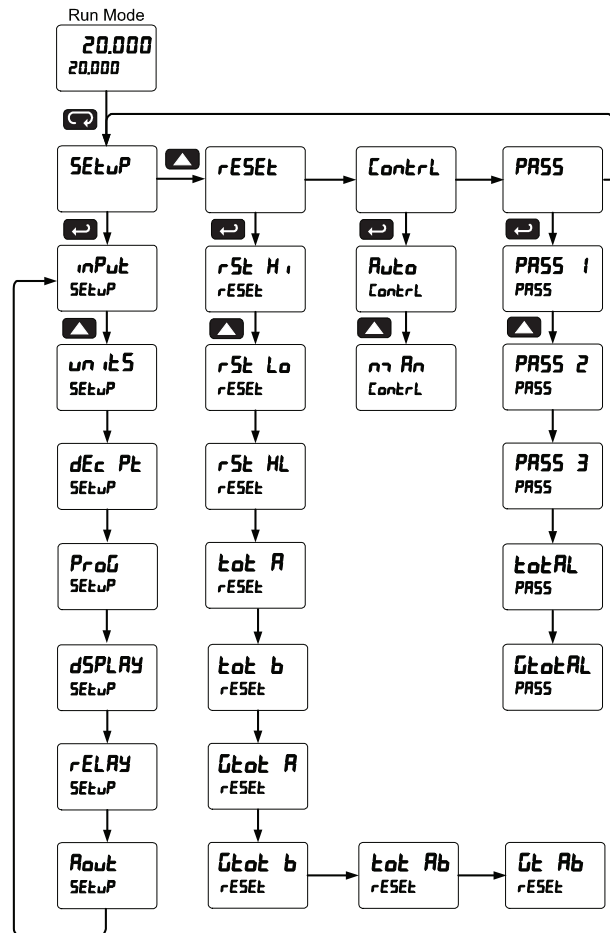 Run Mode
20.000
20.000
SEtuP
rESEt
ContrL
PASS
inPut
SEtuP
rSt Hi
rESEt
Auto
ContrL
PASS 1
PASS
unitS
SEtuP
rSt Lo
rESEt
mAn
ContrL
PASS 2
PASS
dEc Pt
SEtuP
rSt HL
rESEt
PASS 3
PASS
ProG
SEtuP
tot A
rESEt
totAL
PASS
dSPLAY
SEtuP
tot b
rESEt
GtotAL
PASS
rELAY
SEtuP
Gtot A
rESEt
Aout
SEtuP
Gtot b
rESEt
tot Ab
rESEt
Gt Ab
rESEt